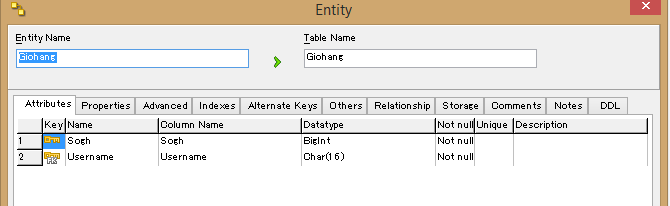 Entity
Entity Name
Table Name
Giohang
Giohang
Attributes Properties Advanced Indexes Alternate Keys Others Relationship Storage Comments Notes DDL
Key Name Column Name Datatype Not null Unique Description
1 Sogh Sogh BigInt Not null
2 Username Username Char(16) Not null